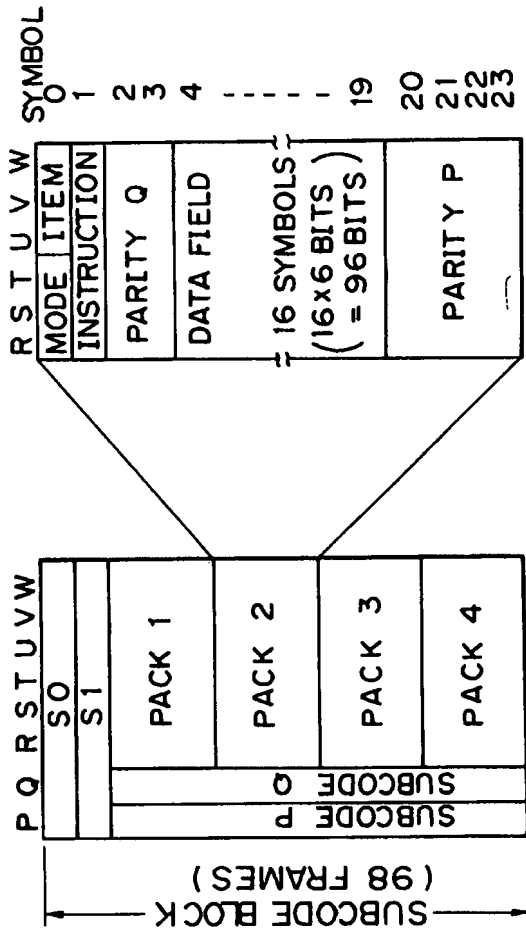 SUBCODE BLOCK
(98 FRAMES)
P Q R S T U V W
S0
S1
SUBCODE P
SUBCODE Q
PACK 1
PACK 2
PACK 3
PACK 4
R S T U V W
SYMBOL
MODE ITEM
0
INSTRUCTION
1
PARITY Q
2
3
DATA FIELD
4
16 SYMBOLS
(16x6 BITS
= 96 BITS)
19
PARITY P
20
21
22
23